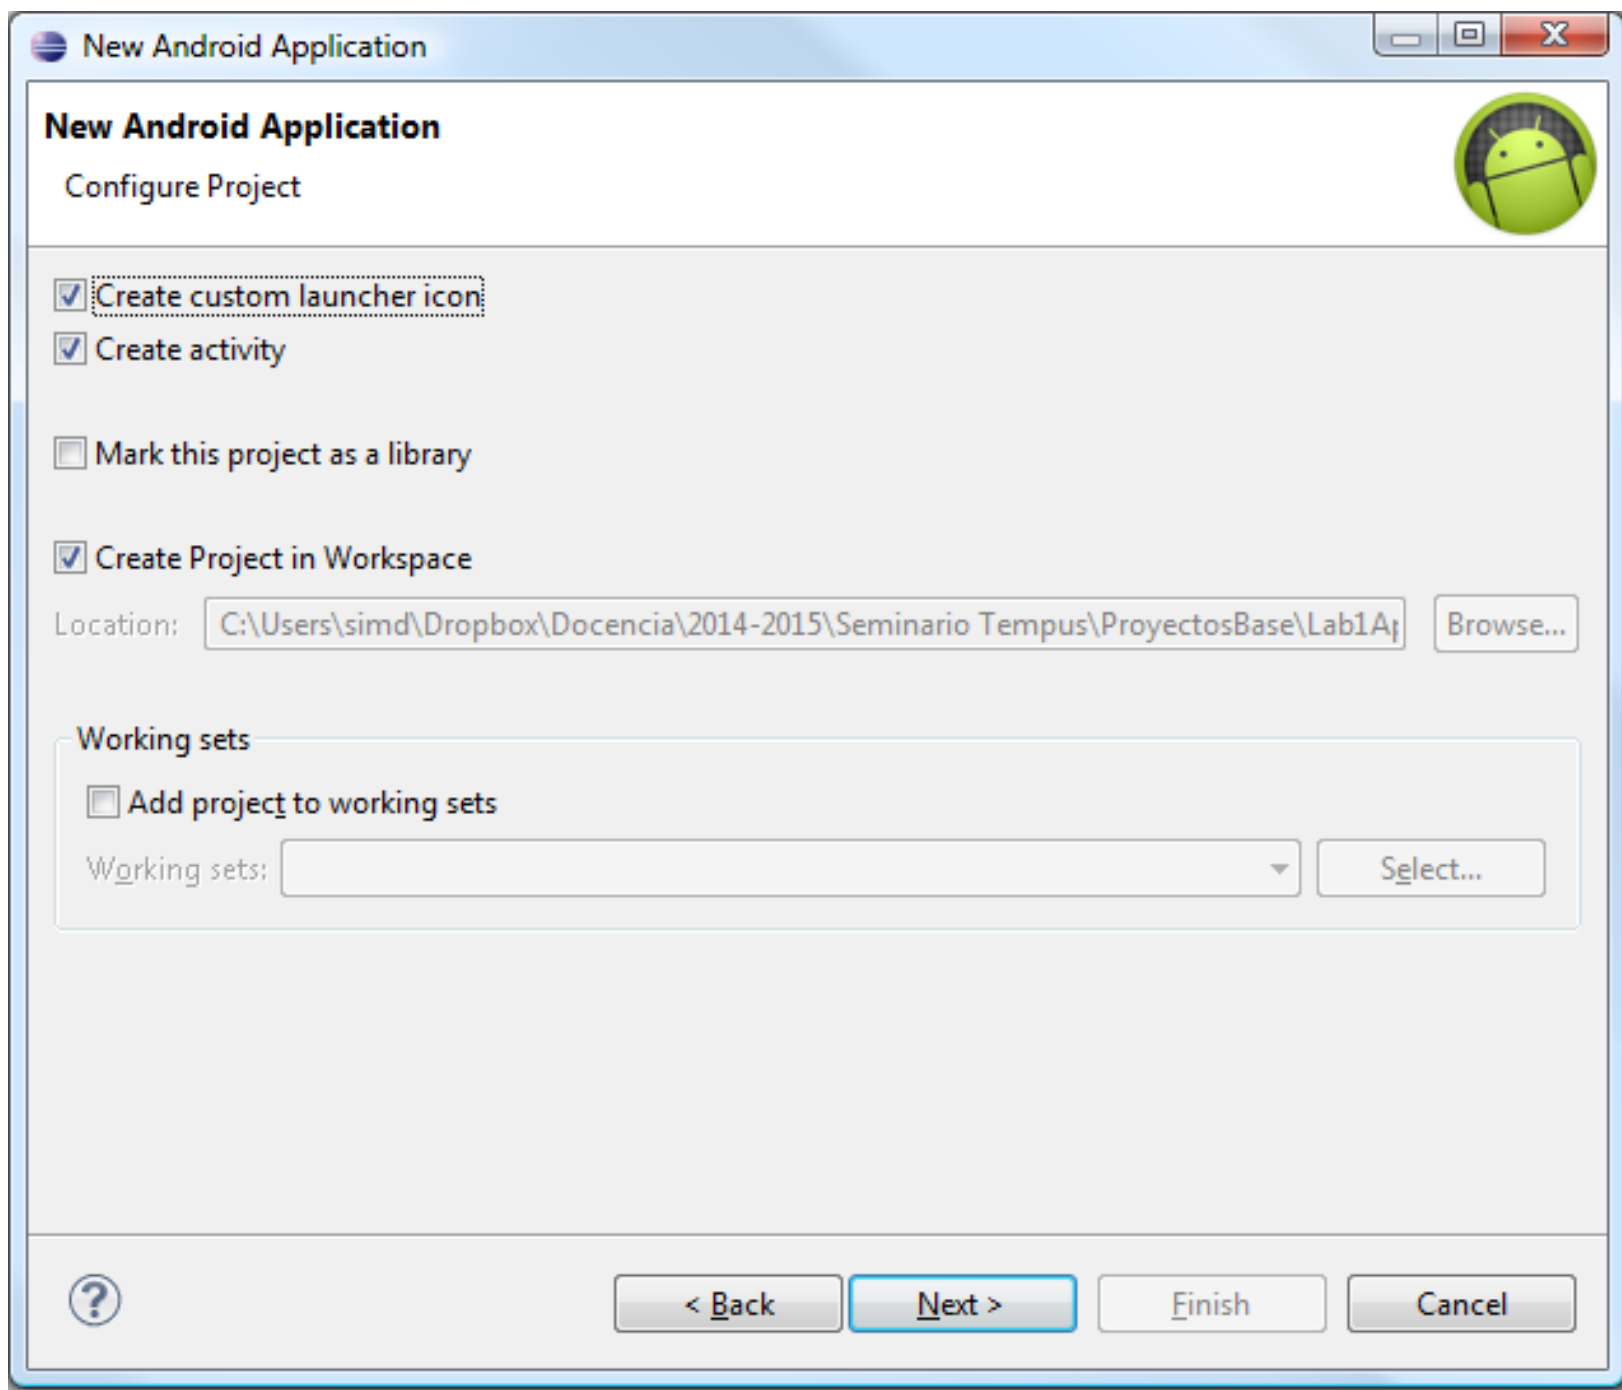 New Android Application
New Android Application
Configure Project
Create custom launcher icon
Create activity
Mark this project as a library
Create Project in Workspace
Location: C:\Users\simd\Dropbox\Docencia\2014-2015\Seminario Tempus\ProyectosBase\Lab1Ap Browse...
Working sets
Add project to working sets
Working sets: Select...
< Back Next > Finish Cancel